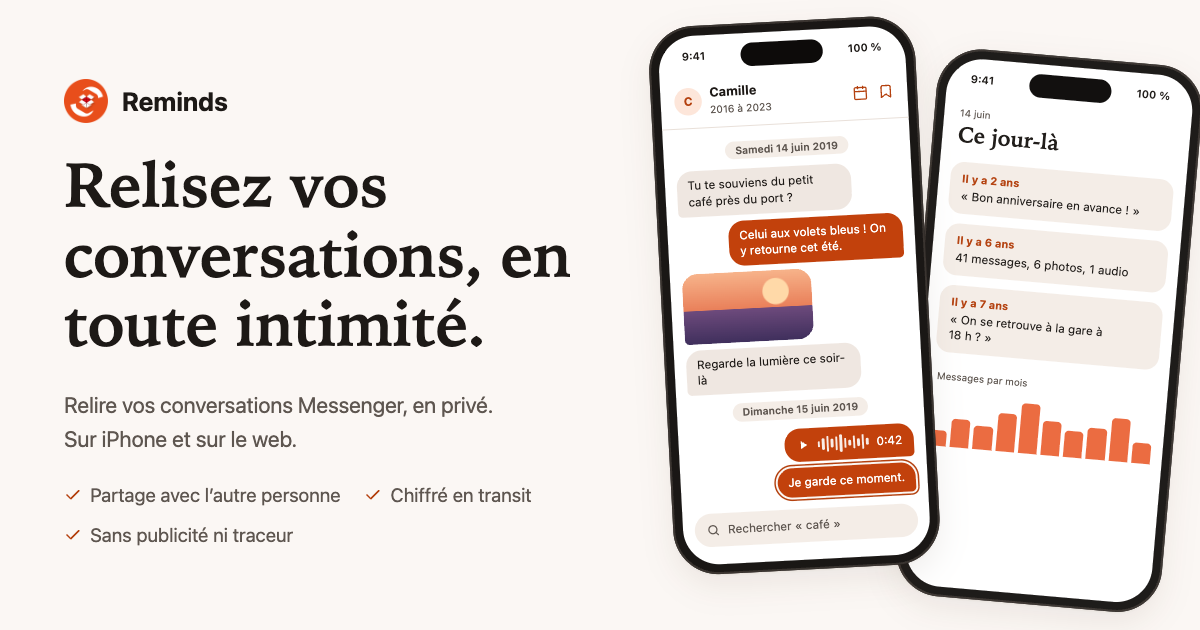 Reminds
Relisez vos
conversations, en
toute intimité.
Relire vos conversations Messenger, en privé.
Sur iPhone et sur le web.
Partage avec l’autre personne
Chiffré en transit
Sans publicité ni traceur
9:41
100 %
C
Camille
2016 à 2023
Samedi 14 juin 2019
Tu te souviens du petit
café près du port ?
Celui aux volets bleus ! On
y retourne cet été.
Regarde la lumière ce soir-
là
Dimanche 15 juin 2019
0:42
Je garde ce moment.
Rechercher « café »
9:41
100 %
14 juin
Ce jour-là
Il y a 2 ans
« Bon anniversaire en avance ! »
Il y a 6 ans
41 messages, 6 photos, 1 audio
Il y a 7 ans
« On se retrouve à la gare à
18 h ? »
Messages par mois